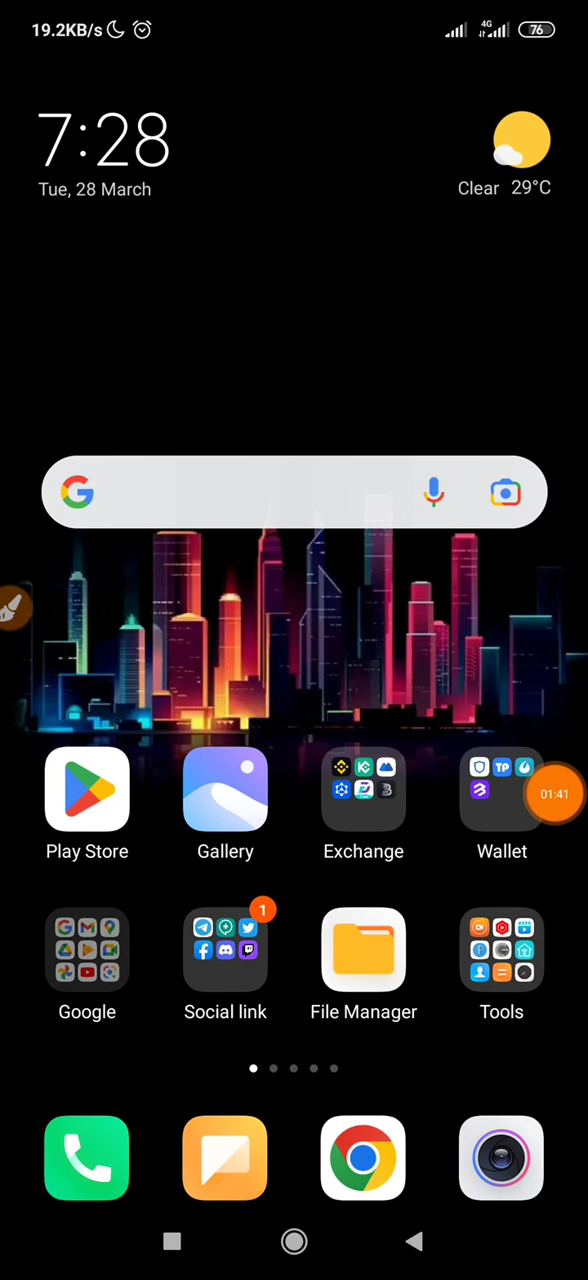 19.2KB/s
4G
76
7:28
Tue, 28 March
Clear 29°C
01:41
TP
Play Store
Gallery
Exchange
Wallet
1
Google
Social link
File Manager
Tools